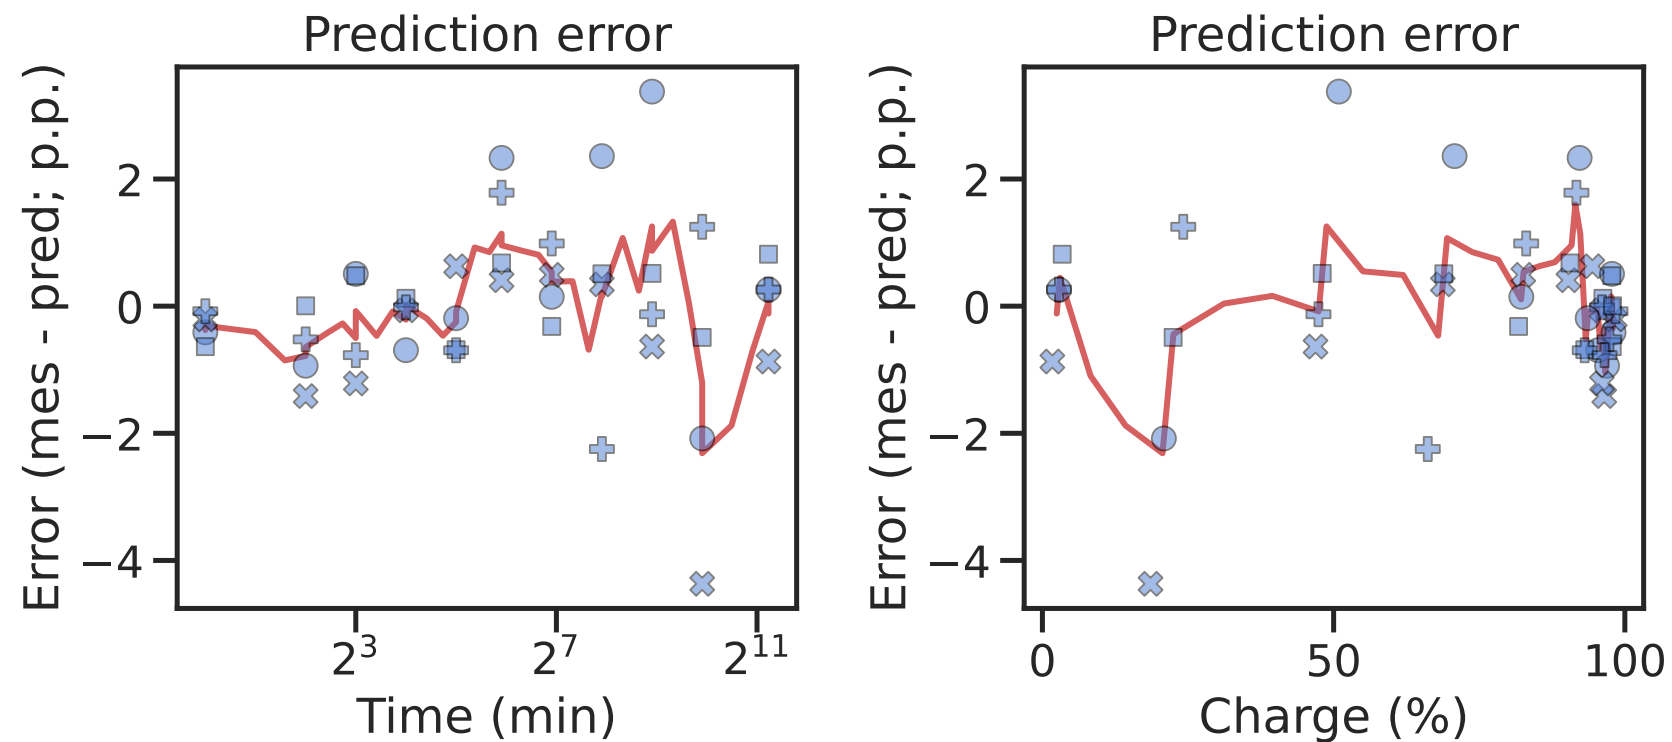 Prediction error
Error (mes - pred; p.p.)
2
0
−2
−4
2³ 2⁷ 2¹¹
Time (min)
Prediction error
Error (mes - pred; p.p.)
2
0
−2
−4
0 50 100
Charge (%)